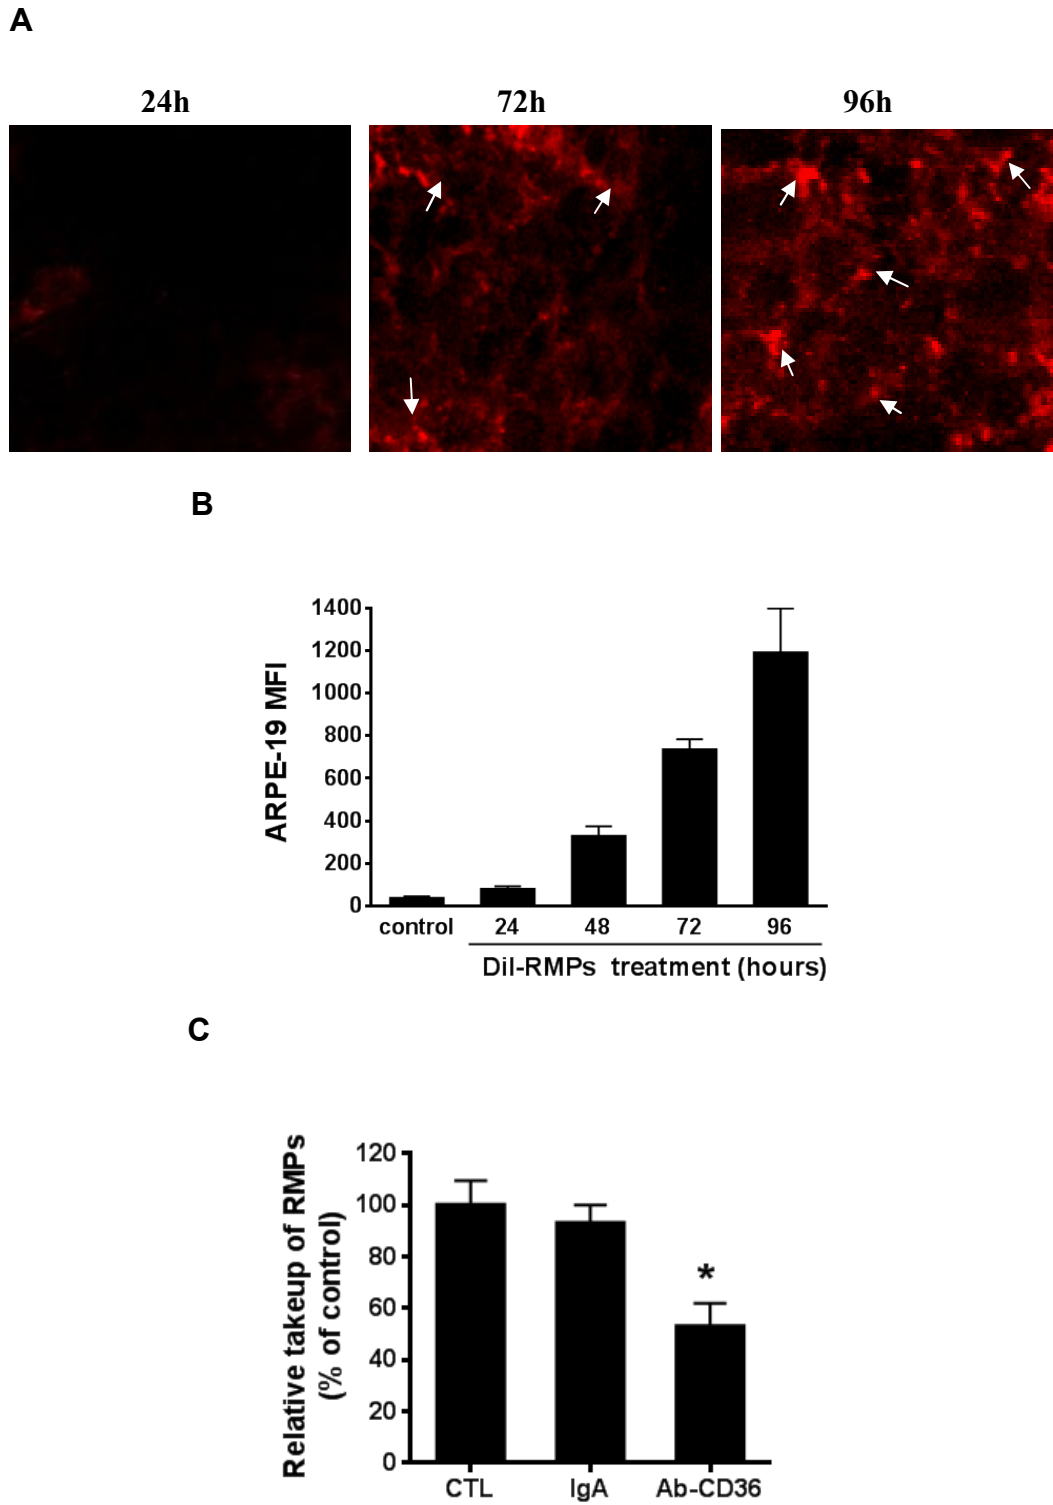 A
24h 72h 96h
B
ARPE-19 MFI
1400
1200
1000
800
600
400
200
0
control 24 48 72 96
Dil-RMPs treatment (hours)
C
Relative takeup of RMPs
(% of control)
120
100
80
60
40
20
0
*
CTL IgA Ab-CD36